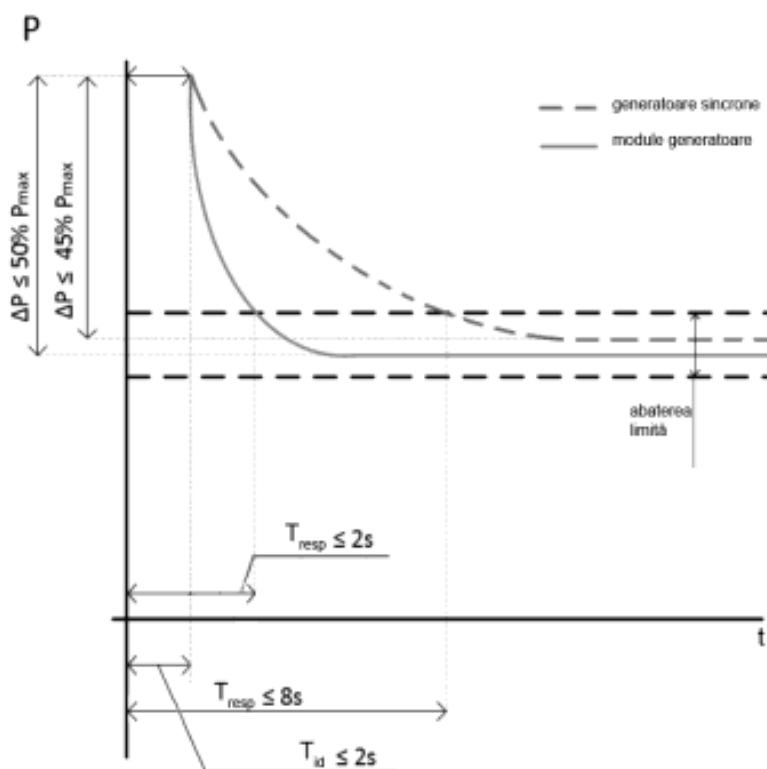 P
generatoare sincrone
module generatoare
ΔP ≤ 50% Pmax
ΔP ≤ 45% Pmax
abaterea
limită
Tresp ≤ 2s
t
Tresp ≤ 8s
Tid ≤ 2s